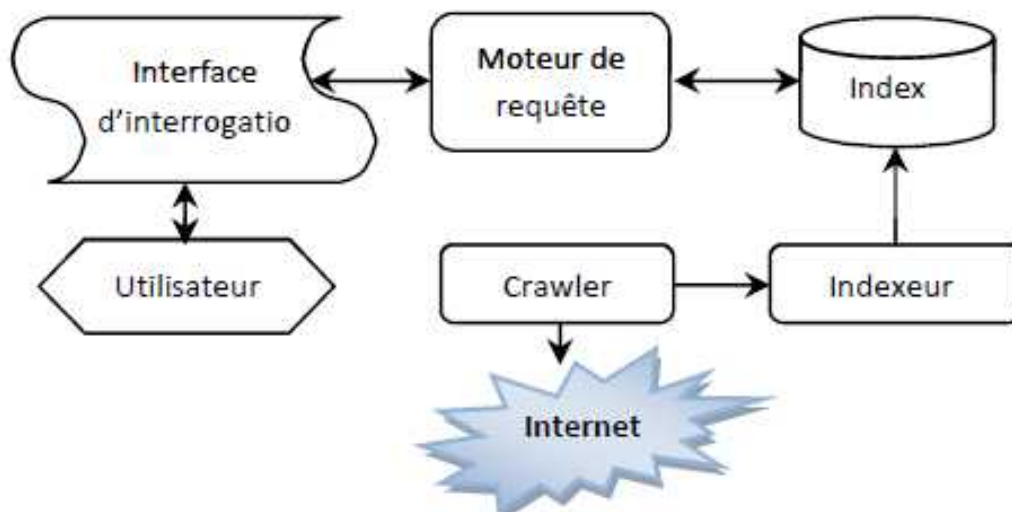 Interface
d'interrogatio
Moteur de
requête
Index
Utilisateur
Crawler
Indexeur
Internet